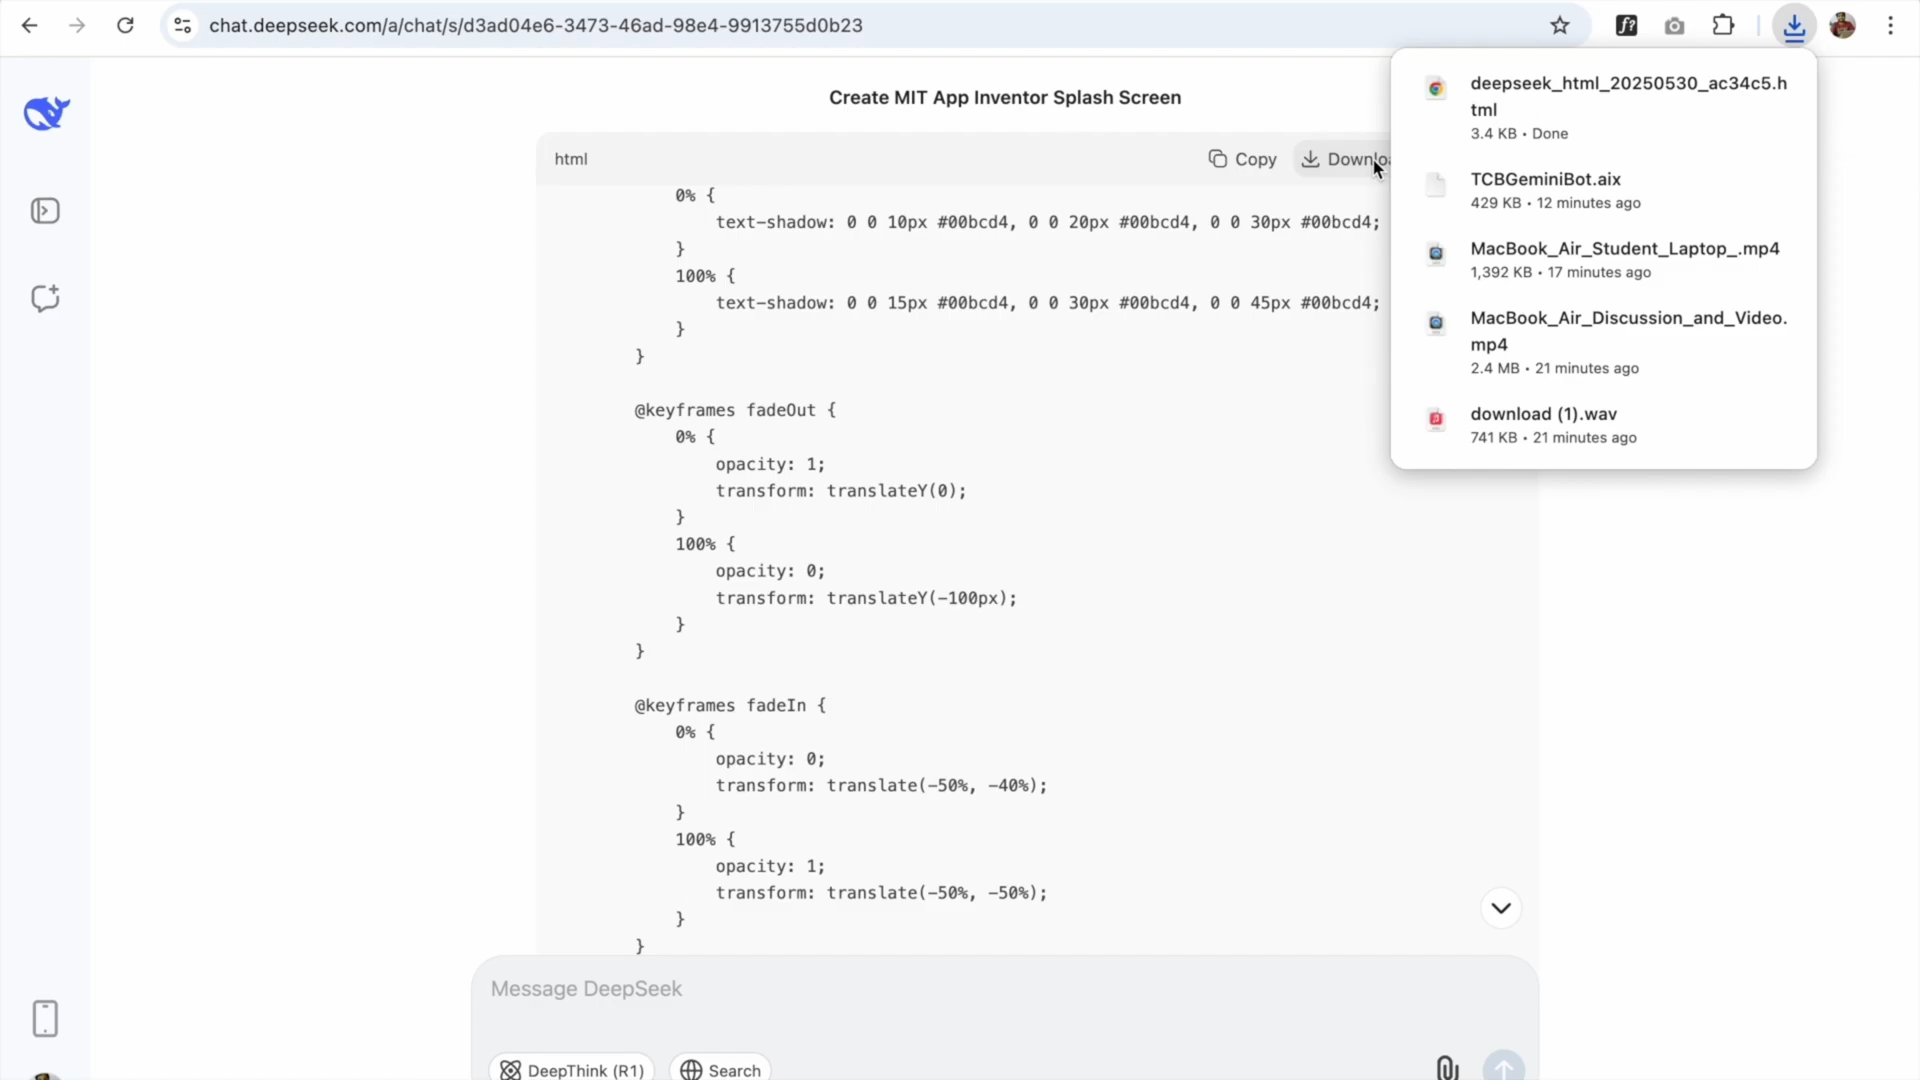 chat.deepseek.com/a/chat/s/d3ad04e6-3473-46ad-98e4-9913755d0b23
f?
Create MIT App Inventor Splash Screen
html
Copy
Downloa
0% {
text-shadow: 0 0 10px #00bcd4, 0 0 20px #00bcd4, 0 0 30px #00bcd4;
}
100% {
text-shadow: 0 0 15px #00bcd4, 0 0 30px #00bcd4, 0 0 45px #00bcd4;
}
}
@keyframes fadeOut {
0% {
opacity: 1;
transform: translateY(0);
}
100% {
opacity: 0;
transform: translateY(-100px);
}
}
@keyframes fadeIn {
0% {
opacity: 0;
transform: translate(-50%, -40%);
}
100% {
opacity: 1;
transform: translate(-50%, -50%);
}
}
deepseek_html_20250530_ac34c5.h
tml
3.4 KB • Done
TCBGeminiBot.aix
429 KB • 12 minutes ago
MacBook_Air_Student_Laptop_.mp4
1,392 KB • 17 minutes ago
MacBook_Air_Discussion_and_Video.
mp4
2.4 MB • 21 minutes ago
download (1).wav
741 KB • 21 minutes ago
Message DeepSeek
DeepThink (R1)
Search